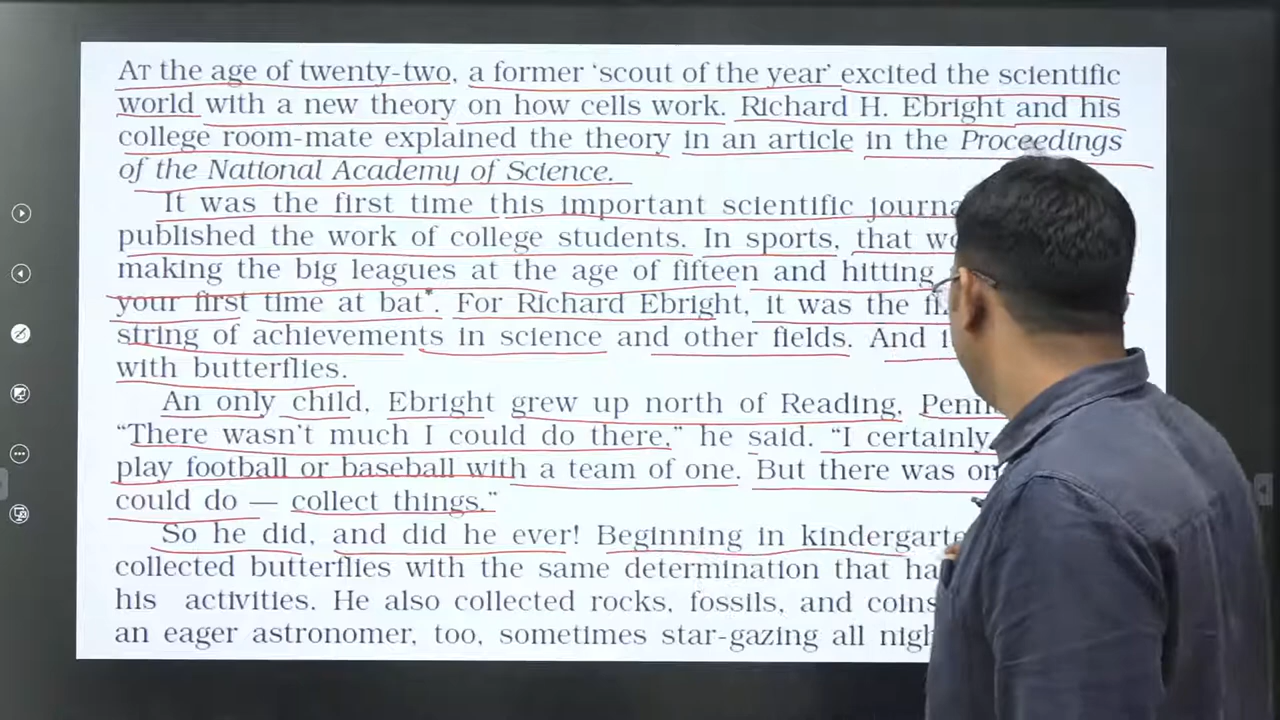 AT the age of twenty-two, a former ‘scout of the year’ excited the scientific
world with a new theory on how cells work. Richard H. Ebright and his
college room-mate explained the theory in an article in the Proceedings
of the National Academy of Science.
It was the first time this important scientific
published the work of college students. In sports, that
making the big leagues at the age of fifteen and hitting
your first time at bat*. For Richard Ebright, it was the
string of achievements in science and other fields. And
with butterflies.
An only child, Ebright grew up north of Reading,
“There wasn’t much I could do there,” he said. “I certainly
play football or baseball with a team of one. But there was
could do — collect things.”
So he did, and did he ever! Beginning in
collected butterflies with the same determination that
his activities. He also collected rocks, fossils, and coins
an eager astronomer, too, sometimes star-gazing all